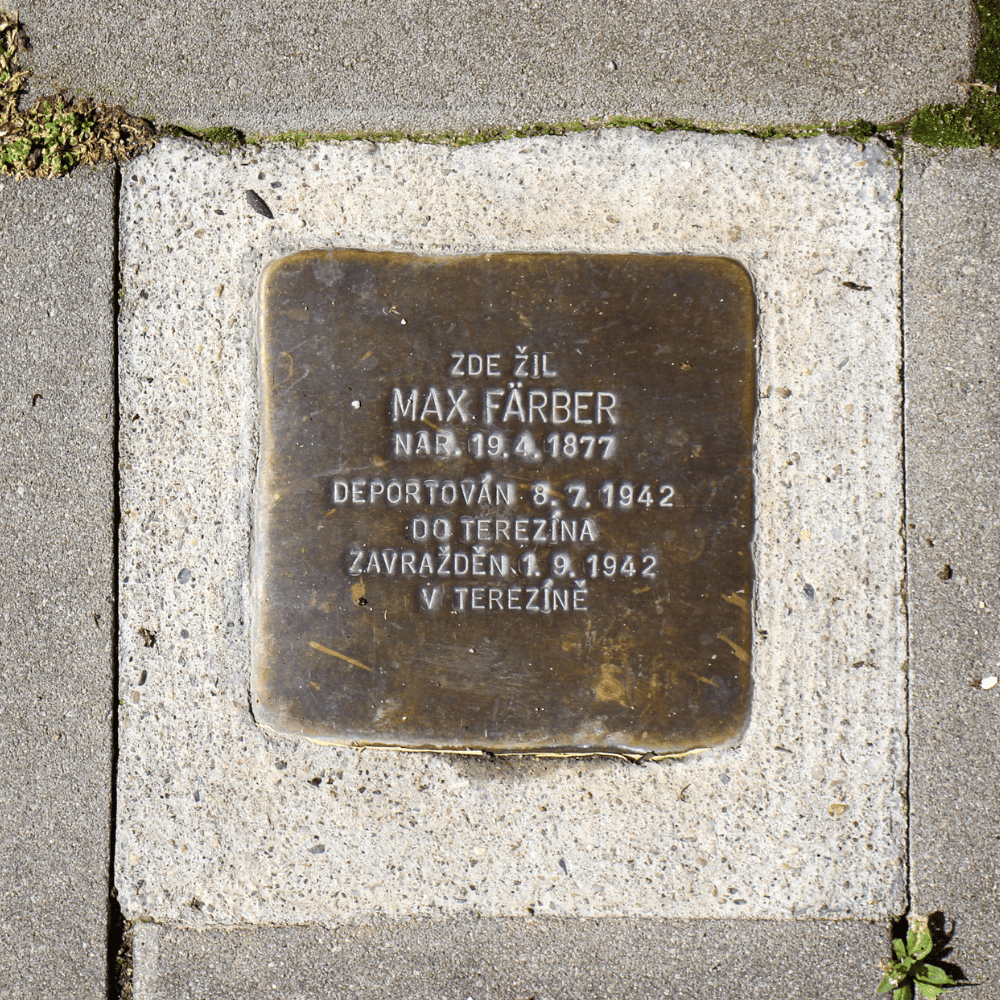 ZDE ŽIL
MAX FÄRBER
NAR. 19.4.1877
DEPORTOVÁN 8.7.1942
DO TEREZÍNA
ZAVRAŽDĚN 1.9.1942
V TEREZÍNĚ